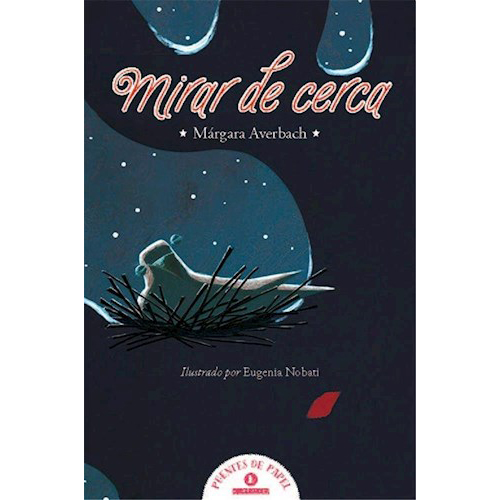 Mirar de cerca
★ Márgara Averbach ★
Ilustrado por Eugenia Nobati
PUENTES DE PAPEL